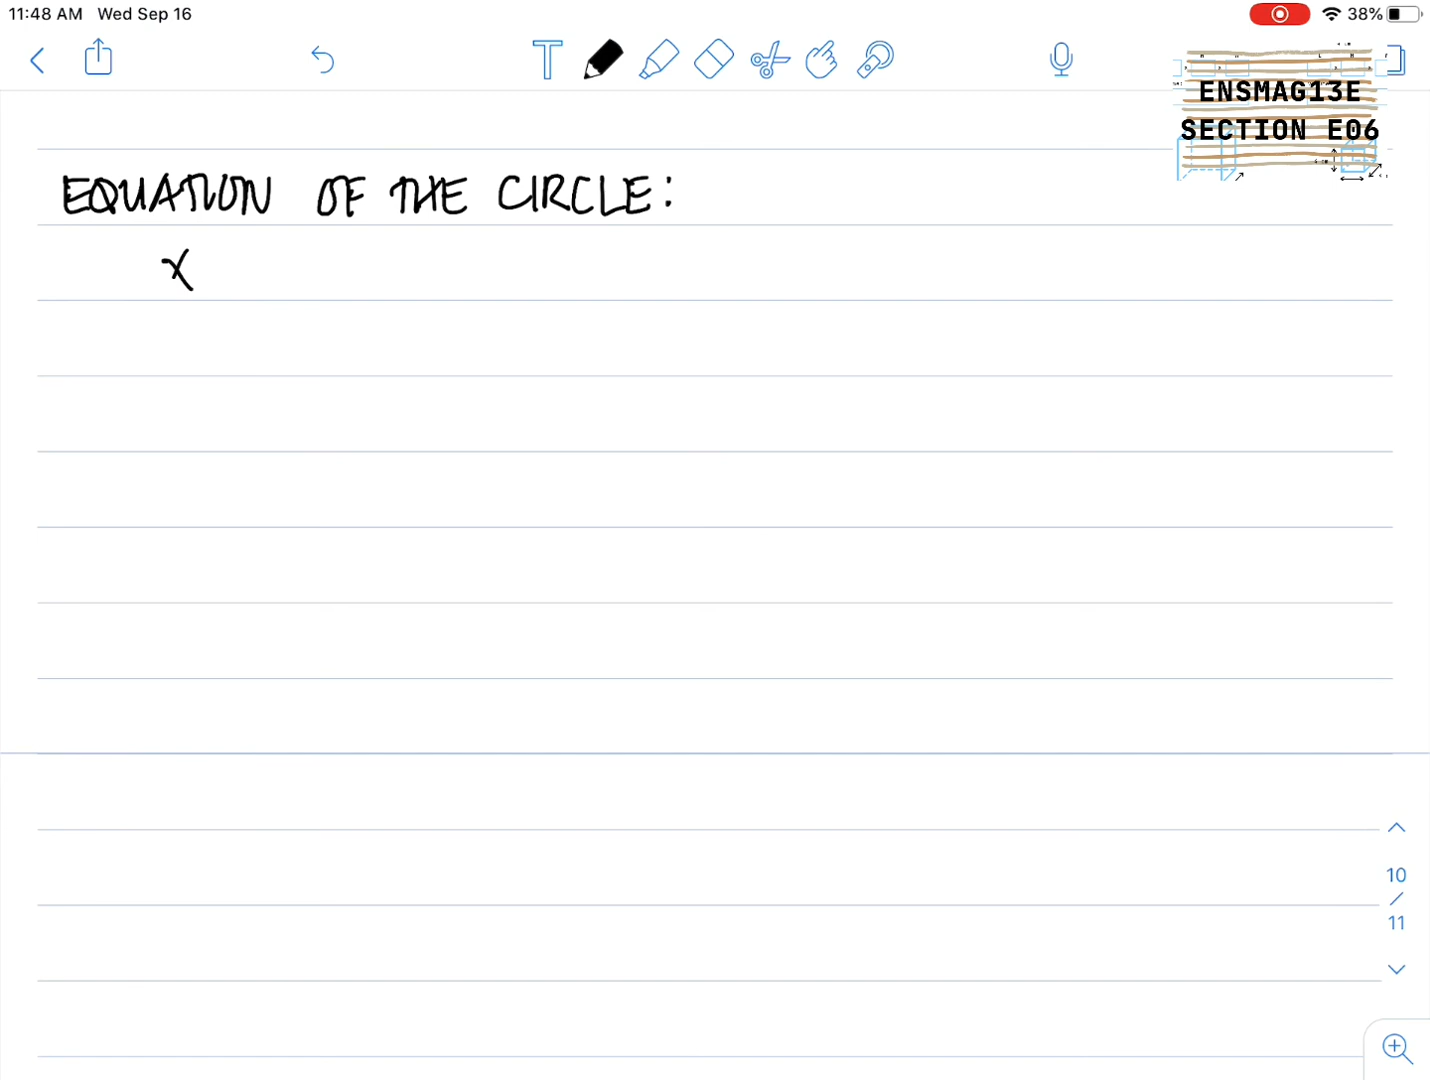 11:48 AM Wed Sep 16
38%
T
ENSMAG13E
SECTION E06
EQUATION OF THE CIRCLE:
x
10
/
11